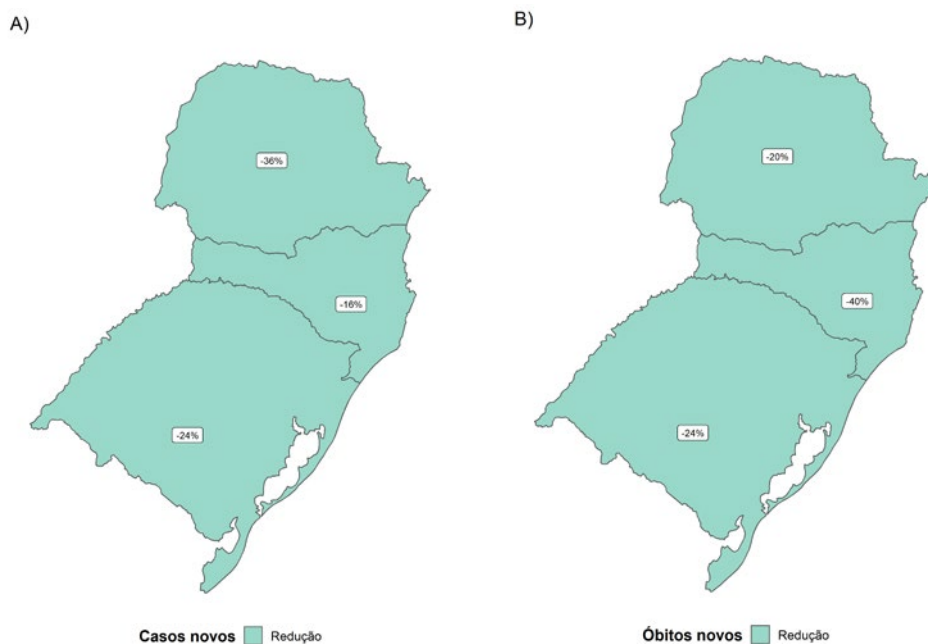 A)
-36%
-16%
-24%
Casos novos Redução
B)
-20%
-40%
-24%
Óbitos novos Redução